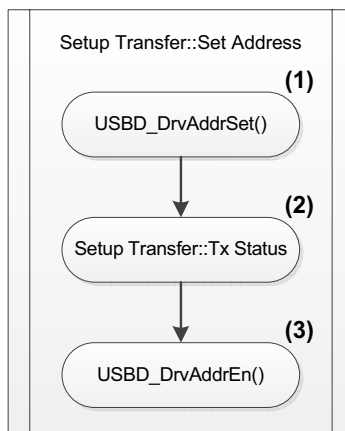 Setup Transfer::Set Address
(1)
USBD_DrvAddrSet()
(2)
Setup Transfer::Tx Status
(3)
USBD_DrvAddrEn()